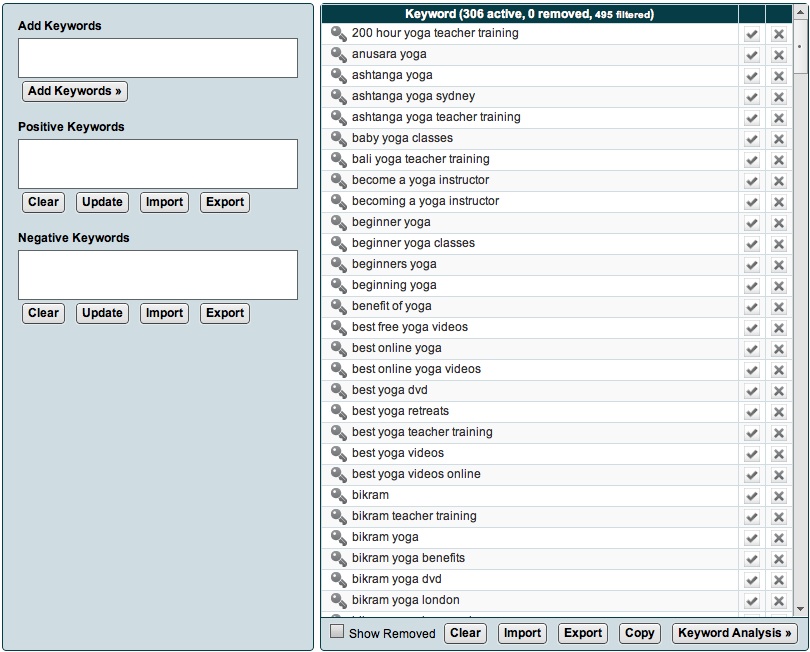 Add Keywords
Add Keywords »
Positive Keywords
Clear Update Import Export
Negative Keywords
Clear Update Import Export
Keyword (306 active, 0 removed, 495 filtered)
200 hour yoga teacher training
anusara yoga
ashtanga yoga
ashtanga yoga sydney
ashtanga yoga teacher training
baby yoga classes
bali yoga teacher training
become a yoga instructor
becoming a yoga instructor
beginner yoga
beginner yoga classes
beginners yoga
beginning yoga
benefit of yoga
best free yoga videos
best online yoga
best online yoga videos
best yoga dvd
best yoga retreats
best yoga teacher training
best yoga videos
best yoga videos online
bikram
bikram teacher training
bikram yoga
bikram yoga benefits
bikram yoga dvd
bikram yoga london
Show Removed Clear Import Export Copy Keyword Analysis »